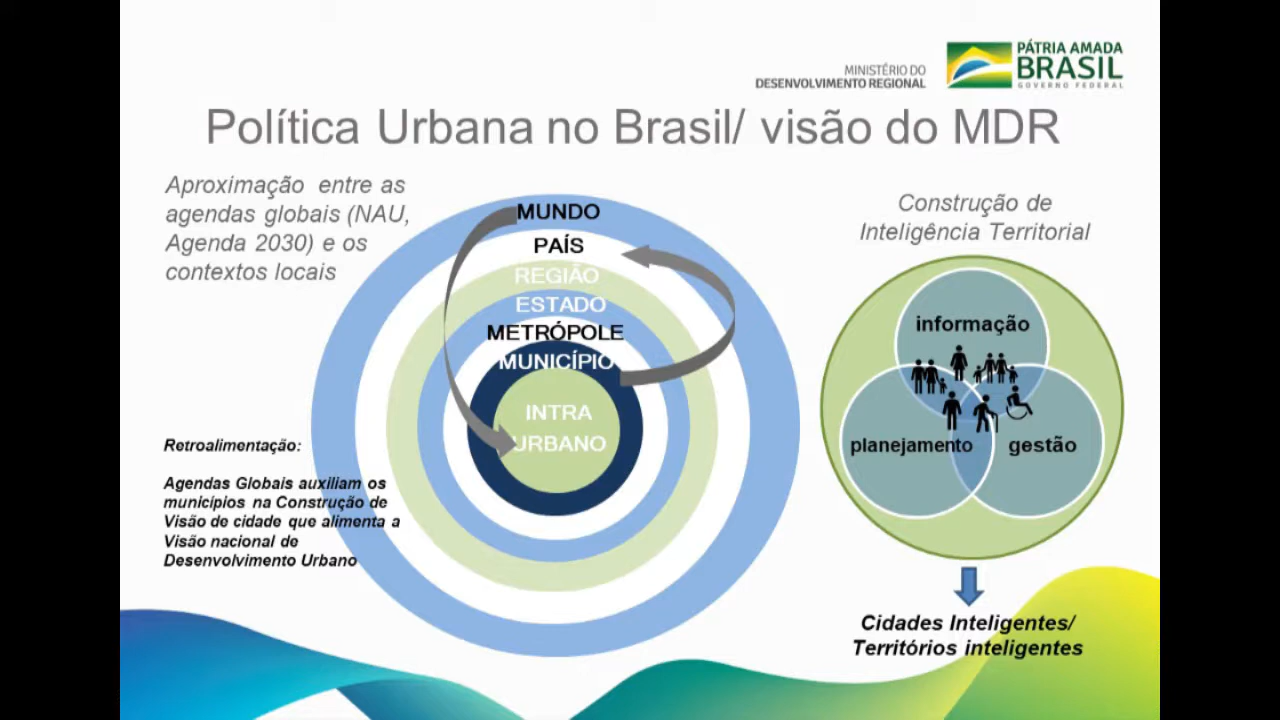 MINISTÉRIO DO
DESENVOLVIMENTO REGIONAL
PÁTRIA AMADA
BRASIL
GOVERNO FEDERAL
Política Urbana no Brasil/ visão do MDR
Aproximação entre as
agendas globais (NAU,
Agenda 2030) e os
contextos locais
MUNDO
PAÍS
REGIÃO
ESTADO
METRÓPOLE
MUNICÍPIO
INTRA
URBANO
Retroalimentação:
Agendas Globais auxiliam os
municípios na Construção de
Visão de cidade que alimenta a
Visão nacional de
Desenvolvimento Urbano
Construção de
Inteligência Territorial
informação
planejamento
gestão
Cidades Inteligentes/
Territórios inteligentes